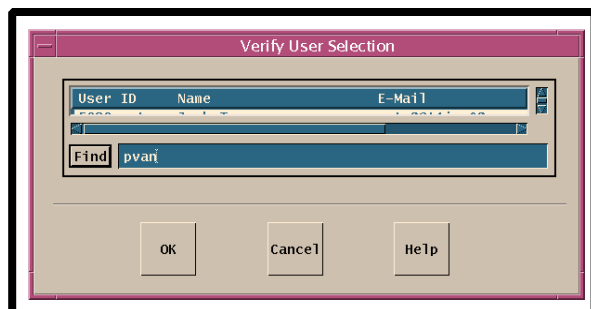 Verify User Selection
User ID Name E-Mail
Find pvan
OK Cancel Help